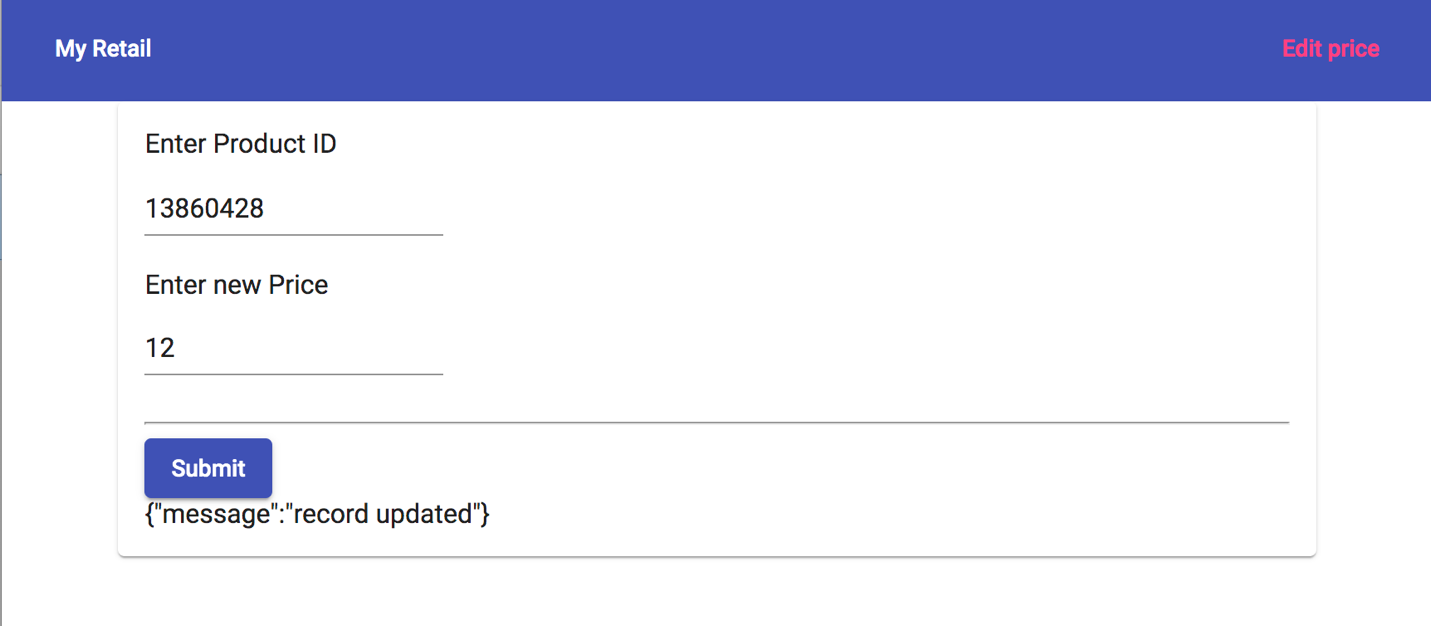 My Retail
Edit price
Enter Product ID
13860428
Enter new Price
12
Submit
{"message":"record updated"}